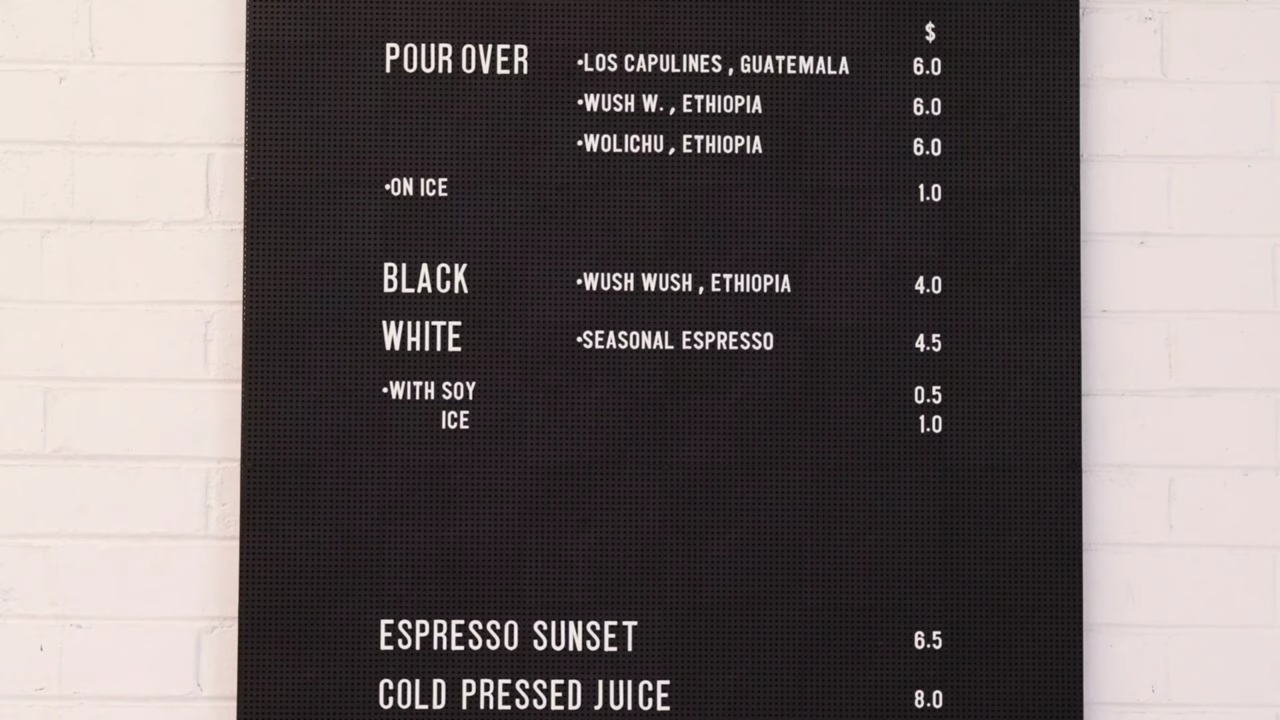 $
POUR OVER •LOS CAPULINES , GUATEMALA 6.0
•WUSH W. , ETHIOPIA 6.0
•WOLICHU , ETHIOPIA 6.0
•ON ICE 1.0
BLACK •WUSH WUSH , ETHIOPIA 4.0
WHITE •SEASONAL ESPRESSO 4.5
•WITH SOY 0.5
ICE 1.0
ESPRESSO SUNSET 6.5
COLD PRESSED JUICE 8.0